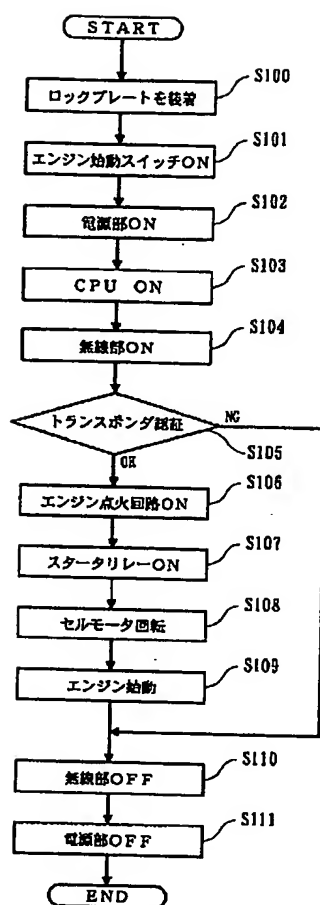 START
ロックプレートを装着
S100
エンジン始動スイッチON
S101
電源部ON
S102
CPU ON
S103
無線部ON
S104
トランスポンダ認証
NG
S105
OK
エンジン点火回路ON
S106
スタータリレーON
S107
セルモータ回転
S108
エンジン始動
S109
無線部OFF
S110
電源部OFF
S111
END